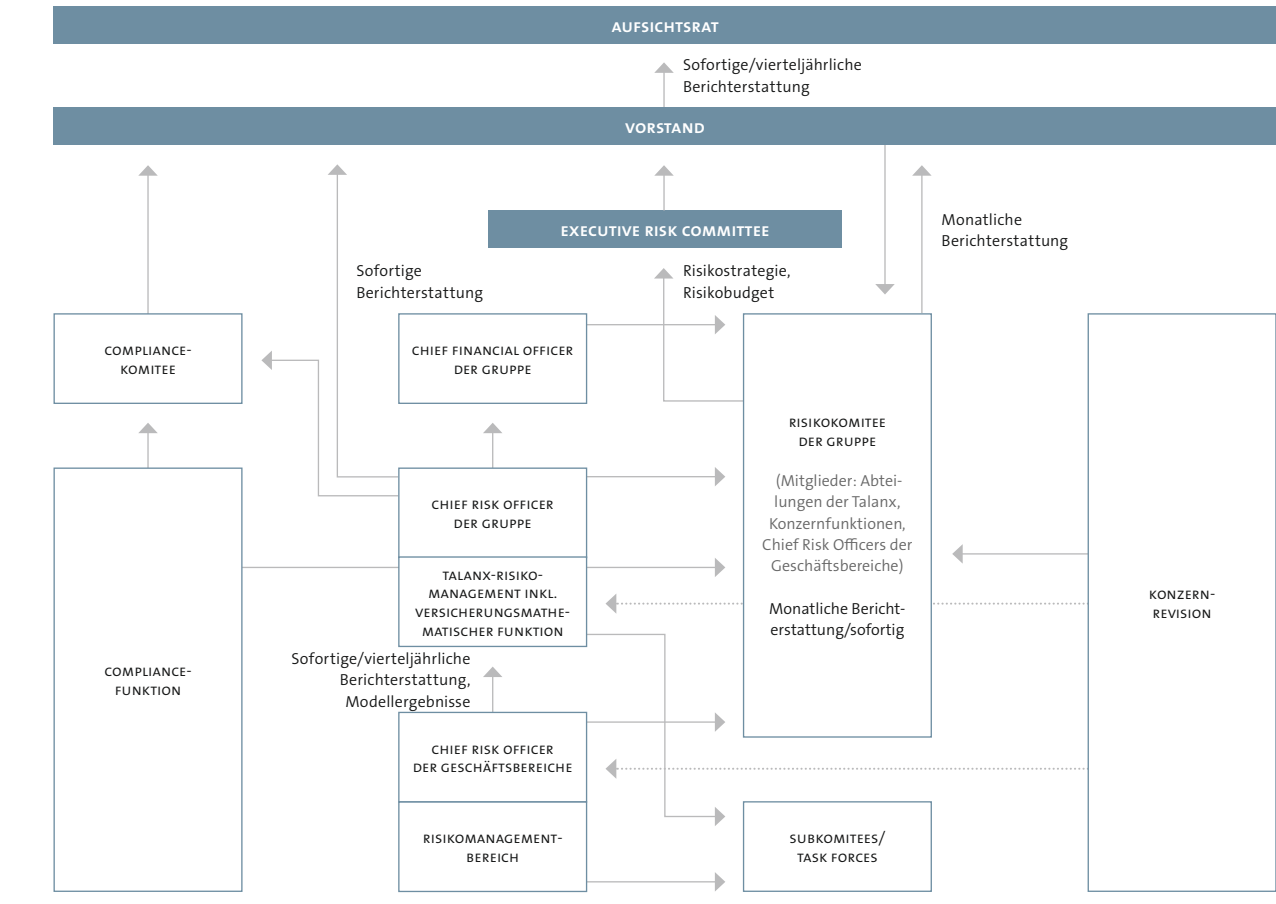 AUFSICHTSRAT
Sofortige/vierteljährliche
Berichterstattung
VORSTAND
EXECUTIVE RISK COMMITTEE
Monatliche
Berichterstattung
Sofortige
Berichterstattung
Risikostrategie,
Risikobudget
COMPLIANCE-
KOMITEE
CHIEF FINANCIAL OFFICER
DER GRUPPE
RISIKOKOMITEE
DER GRUPPE
(Mitglieder: Abtei-
lungen der Talanx,
Konzernfunktionen,
Chief Risk Officers der
Geschäftsbereiche)
Monatliche Bericht-
erstattung/sofortig
CHIEF RISK OFFICER
DER GRUPPE
TALANX-RISIKO-
MANAGEMENT INKL.
VERSICHERUNGSMATHE-
MATISCHER FUNKTION
KONZERN-
REVISION
COMPLIANCE-
FUNKTION
Sofortige/vierteljährliche
Berichterstattung,
Modellergebnisse
CHIEF RISK OFFICER
DER GESCHÄFTSBEREICHE
RISIKOMANAGEMENT-
BEREICH
SUBKOMITEES/
TASK FORCES